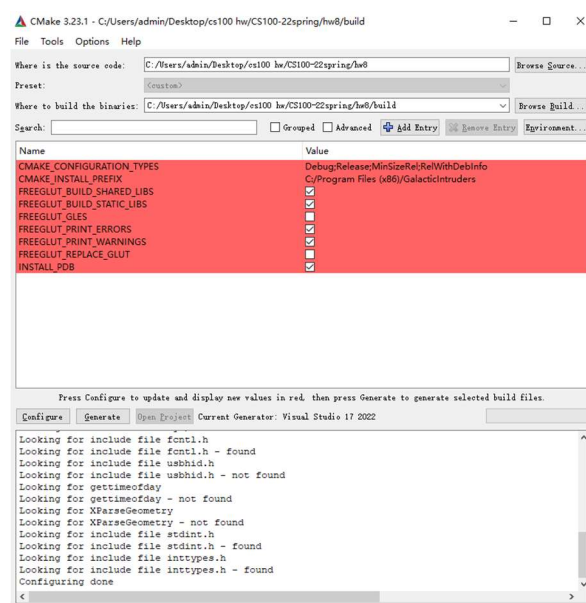 CMake 3.23.1 - C:/Users/admin/Desktop/cs100 hw/CS100-22spring/hw8/build
File Tools Options Help
Where is the source code: C:/Users/admin/Desktop/cs100 hw/CS100-22spring/hw8 Browse Source...
Preset: <custom>
Where to build the binaries: C:/Users/admin/Desktop/cs100 hw/CS100-22spring/hw8/build Browse Build...
Search: Grouped Advanced Add Entry Remove Entry Environment...
Name Value
CMAKE_CONFIGURATION_TYPES Debug;Release;MinSizeRel;RelWithDebInfo
CMAKE_INSTALL_PREFIX C:/Program Files (x86)/GalacticIntruders
FREEGLUT_BUILD_SHARED_LIBS
FREEGLUT_BUILD_STATIC_LIBS
FREEGLUT_GLES
FREEGLUT_PRINT_ERRORS
FREEGLUT_PRINT_WARNINGS
FREEGLUT_REPLACE_GLUT
INSTALL_PDB
Press Configure to update and display new values in red, then press Generate to generate selected build files.
Configure Generate Open Project Current Generator: Visual Studio 17 2022
Looking for include file fcntl.h
Looking for include file fcntl.h - found
Looking for include file usbhid.h
Looking for include file usbhid.h - not found
Looking for gettimeofday
Looking for gettimeofday - not found
Looking for XParseGeometry
Looking for XParseGeometry - not found
Looking for include file stdint.h
Looking for include file stdint.h - found
Looking for include file inttypes.h
Looking for include file inttypes.h - found
Configuring done